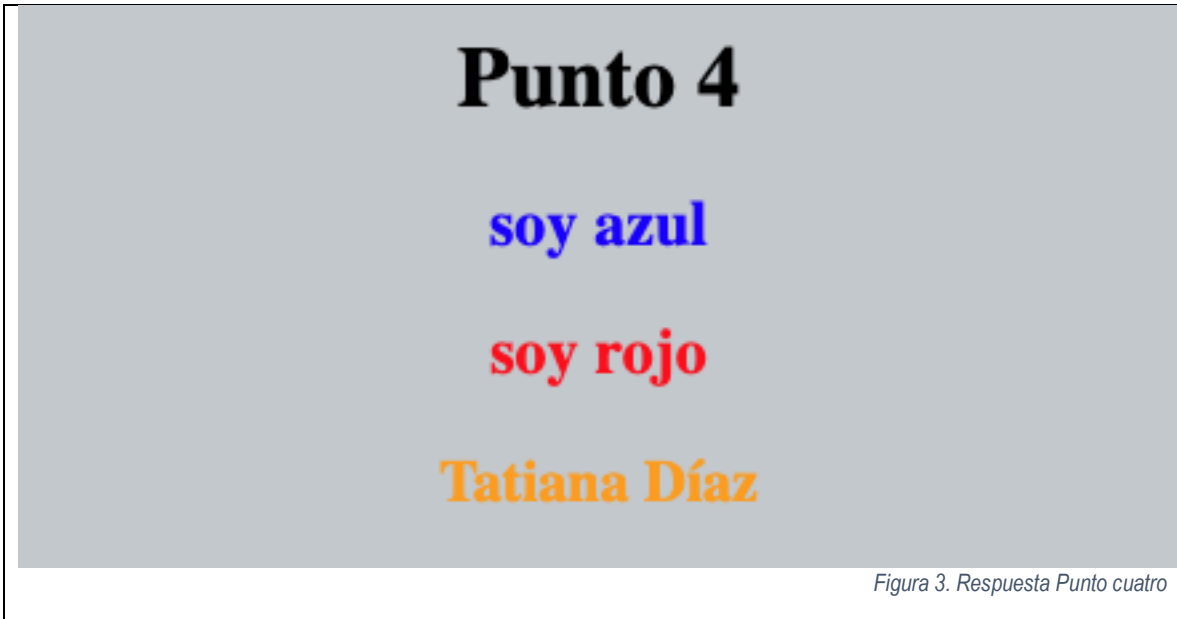 Punto 4
soy azul
soy rojo
Tatiana Díaz
Figura 3. Respuesta Punto cuatro